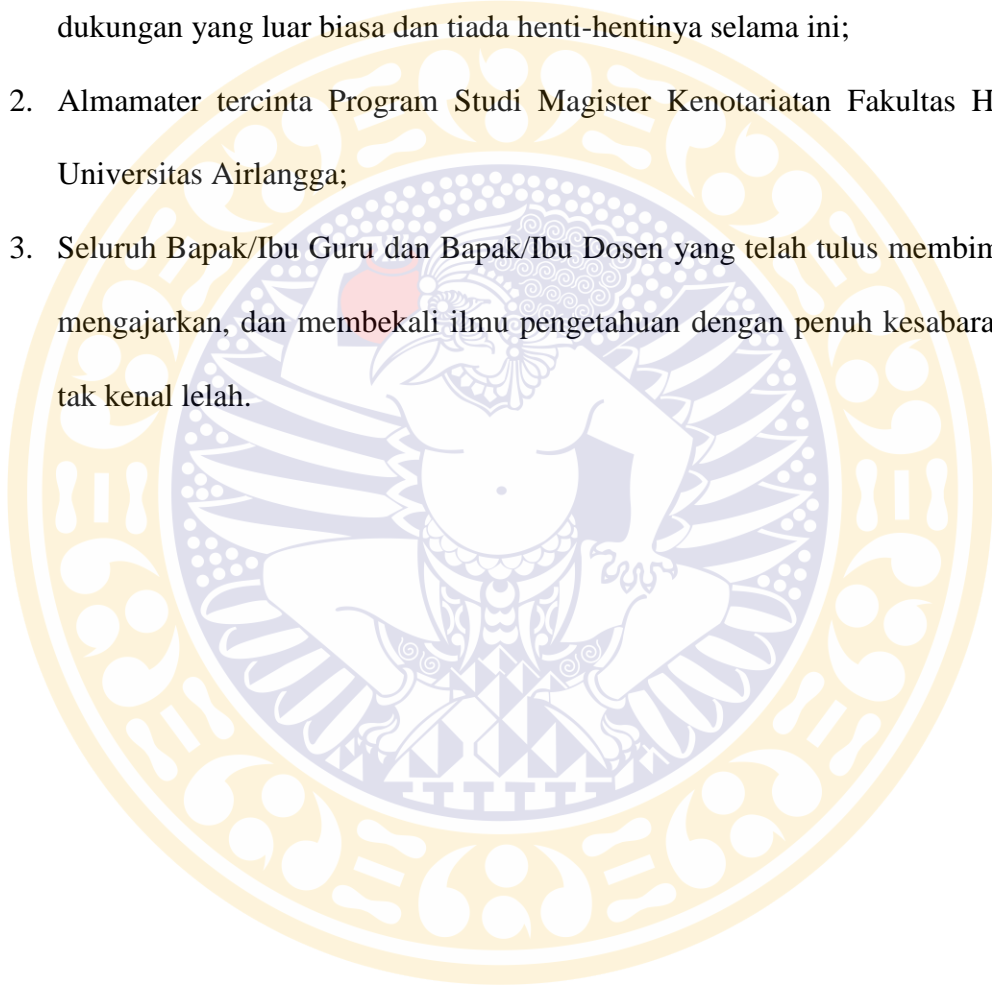 dukungan yang luar biasa dan tiada henti-hentinya selama ini;
2. Almamater tercinta Program Studi Magister Kenotariatan Fakultas H
Universitas Airlangga;
3. Seluruh Bapak/Ibu Guru dan Bapak/Ibu Dosen yang telah tulus membim
mengajarkan, dan membekali ilmu pengetahuan dengan penuh kesabara
tak kenal lelah.